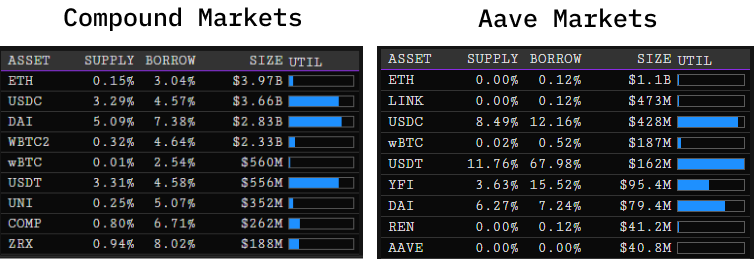 Compound Markets
ASSET SUPPLY BORROW SIZE UTIL
ETH 0.15% 3.04% $3.97B
USDC 3.29% 4.57% $3.66B
DAI 5.09% 7.38% $2.83B
WBTC2 0.32% 4.64% $2.33B
wBTC 0.01% 2.54% $560M
USDT 3.31% 4.58% $556M
UNI 0.25% 5.07% $352M
COMP 0.80% 6.71% $262M
ZRX 0.94% 8.02% $188M
Aave Markets
ASSET SUPPLY BORROW SIZE UTIL
ETH 0.00% 0.12% $1.1B
LINK 0.00% 0.12% $473M
USDC 8.49% 12.16% $428M
wBTC 0.02% 0.52% $187M
USDT 11.76% 67.98% $162M
YFI 3.63% 15.52% $95.4M
DAI 6.27% 7.24% $79.4M
REN 0.00% 0.12% $41.2M
AAVE 0.00% 0.00% $40.8M